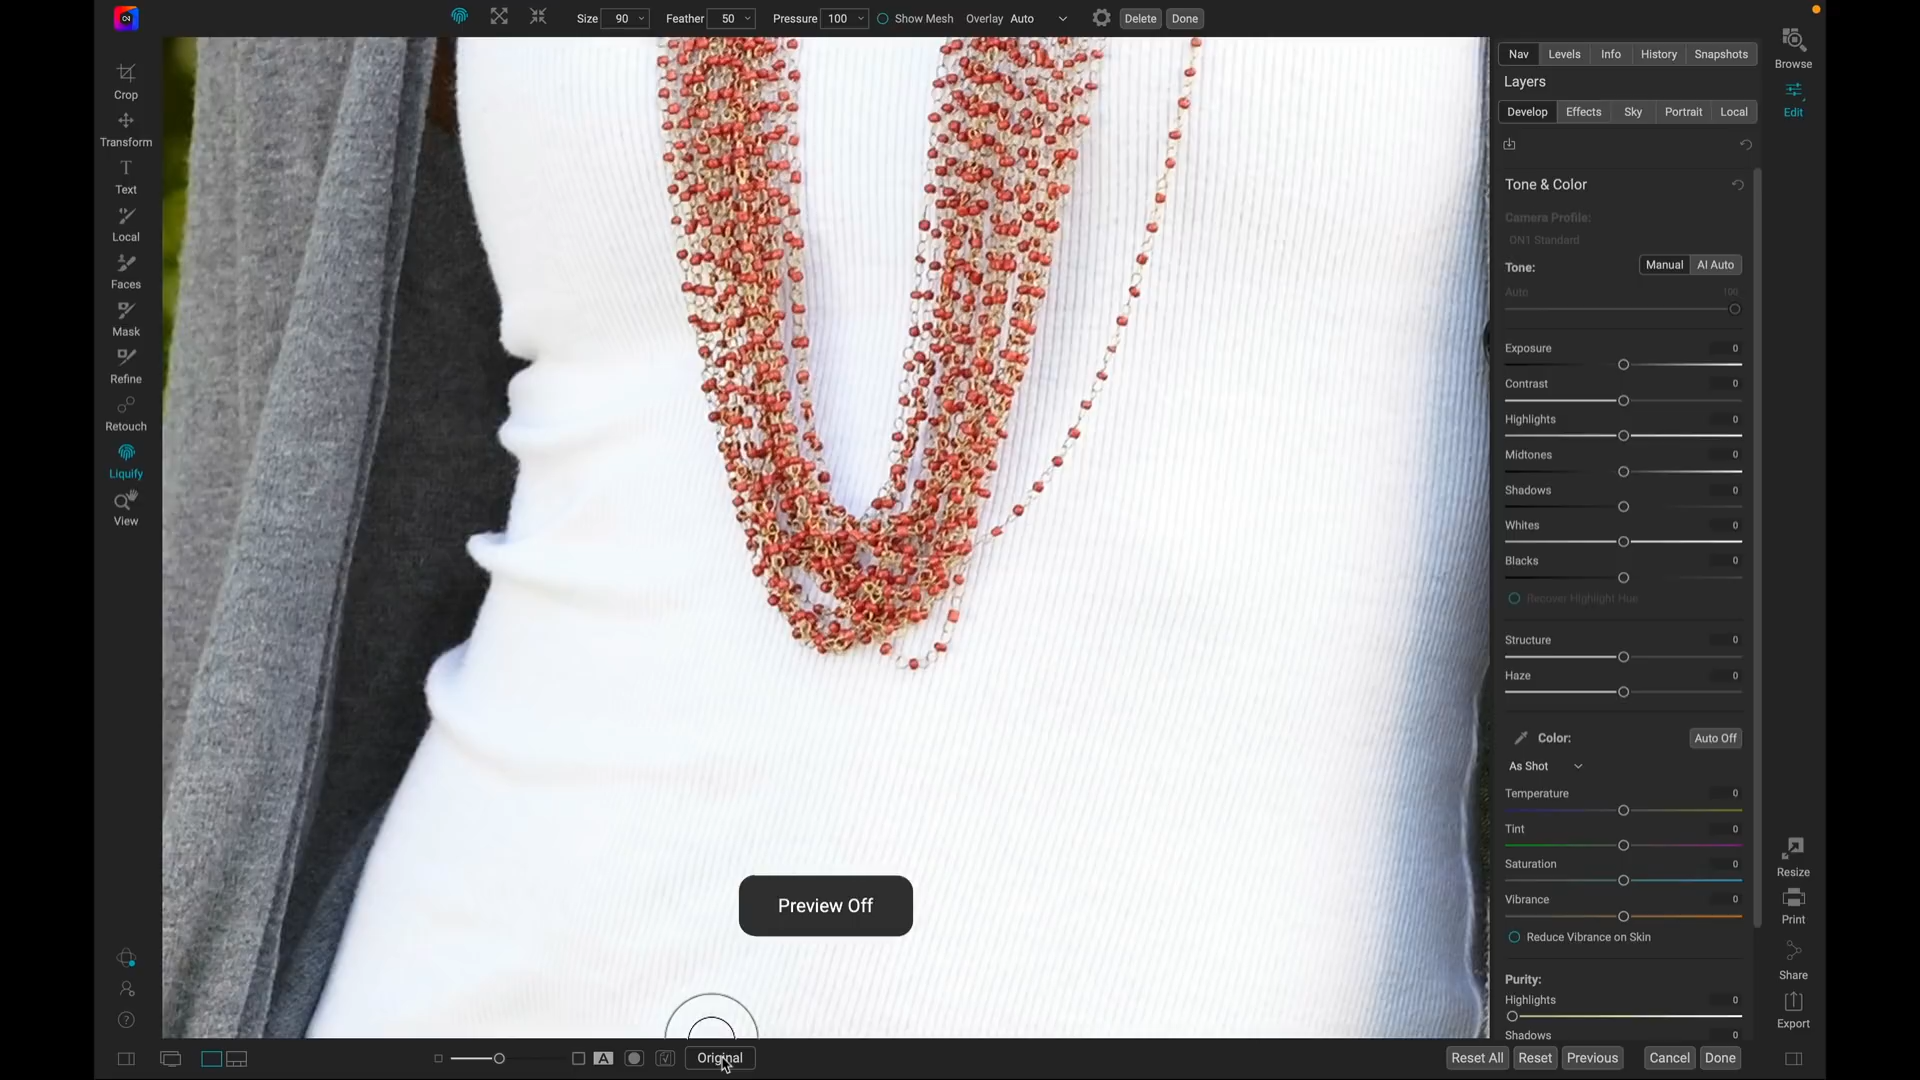 Size 90 Feather 50 Pressure 100 Show Mesh Overlay Auto Delete Done
Crop
Transform
Text
Local
Faces
Mask
Refine
Retouch
Liquify
View
Nav Levels Info History Snapshots
Layers
Develop Effects Sky Portrait Local
Tone & Color
Camera Profile:
ON1 Standard
Tone: Manual AI Auto
Auto 100
Exposure 0
Contrast 0
Highlights 0
Midtones 0
Shadows 0
Whites 0
Blacks 0
Recover Highlight Hue
Structure 0
Haze 0
Color: Auto Off
As Shot
Temperature 0
Tint 0
Saturation 0
Vibrance 0
Reduce Vibrance on Skin
Purity:
Highlights 0
Shadows 0
Browse
Edit
Resize
Print
Share
Export
Preview Off
A Original
Reset All Reset Previous Cancel Done